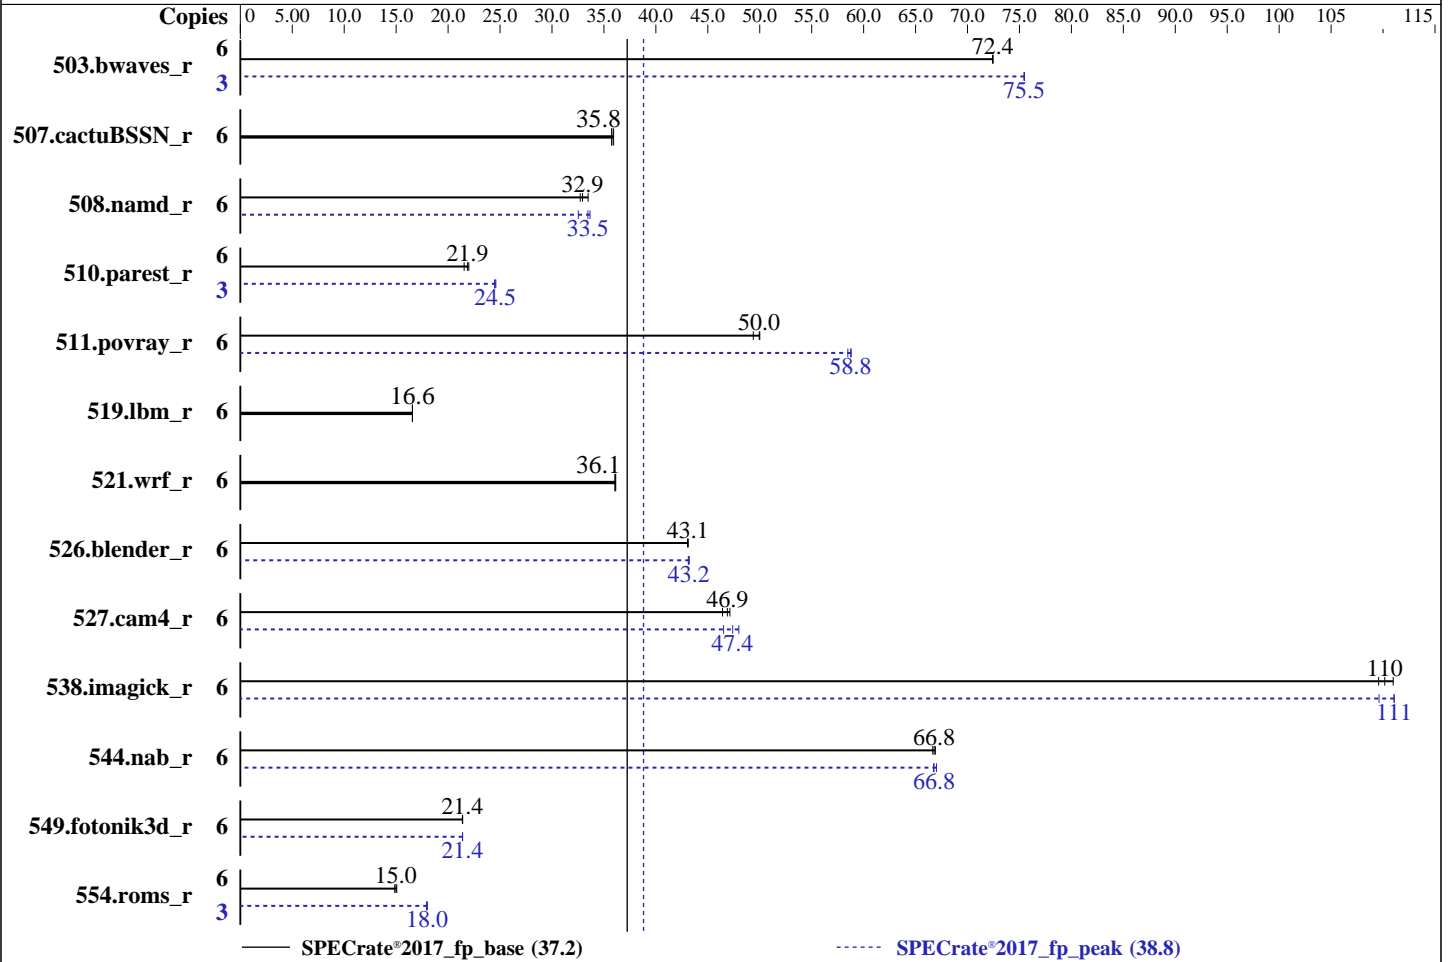 Copies 0 5.00 10.0 15.0 20.0 25.0 30.0 35.0 40.0 45.0 50.0 55.0 60.0 65.0 70.0 75.0 80.0 85.0 90.0 95.0 100 105 115
503.bwaves_r 6 72.4
3 75.5
507.cactuBSSN_r 6 35.8
508.namd_r 6 32.9
33.5
510.parest_r 6 21.9
3 24.5
511.povray_r 6 50.0
58.8
519.lbm_r 6 16.6
521.wrf_r 6 36.1
526.blender_r 6 43.1
43.2
527.cam4_r 6 46.9
47.4
538.imagick_r 6 110
111
544.nab_r 6 66.8
66.8
549.fotonik3d_r 6 21.4
21.4
554.roms_r 6 15.0
3 18.0
SPECrate®2017_fp_base (37.2) SPECrate®2017_fp_peak (38.8)